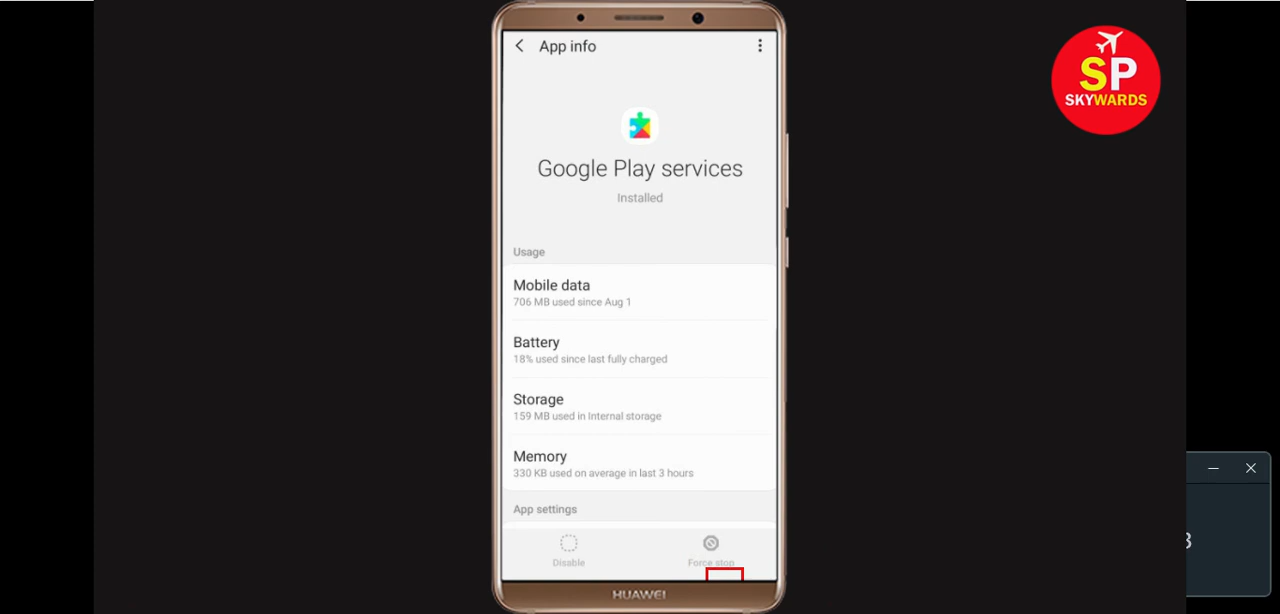 App info
SP
SKYWARDS
Google Play services
Installed
Usage
Mobile data
706 MB used since Aug 1
Battery
18% used since last fully charged
Storage
159 MB used in Internal storage
Memory
330 KB used on average in last 3 hours
App settings
Disable
Force stop
HUAWEI